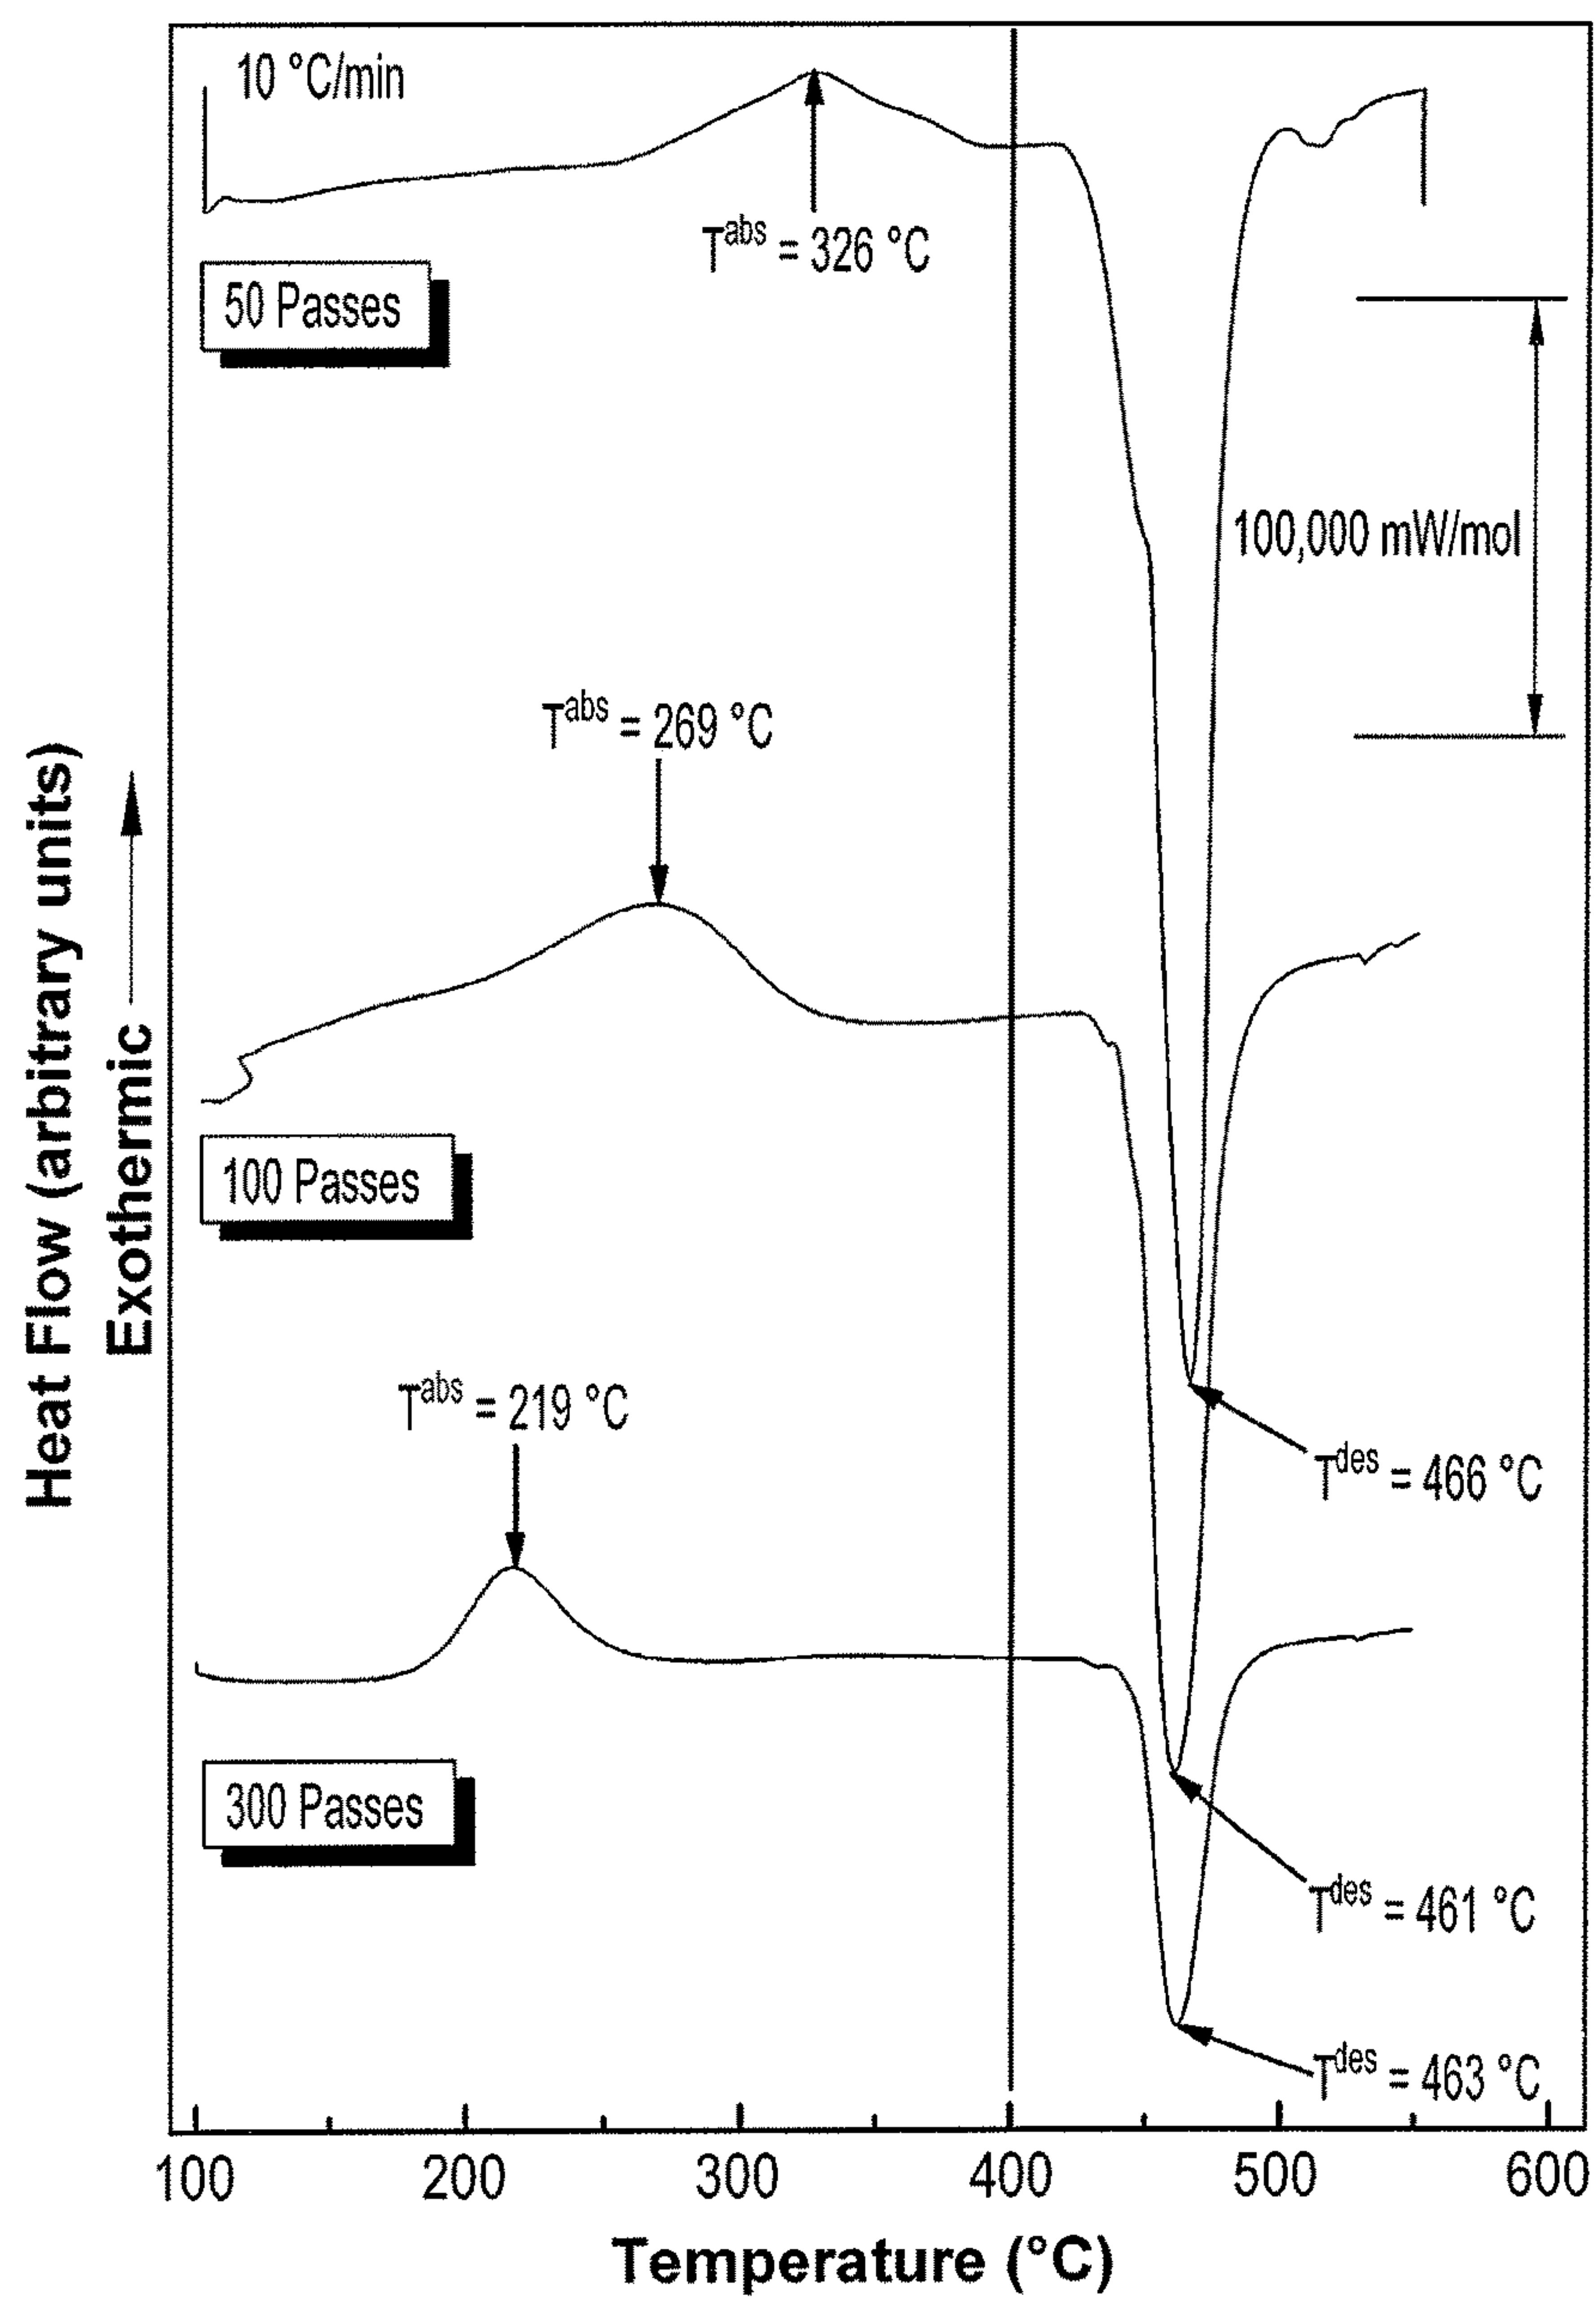 10 °C/min
T^abs = 326 °C
50 Passes
100,000 mW/mol
T^abs = 269 °C
100 Passes
T^des = 466 °C
T^abs = 219 °C
300 Passes
T^des = 461 °C
T^des = 463 °C
Heat Flow (arbitrary units)
Exothermic
100 200 300 400 500 600
Temperature (°C)